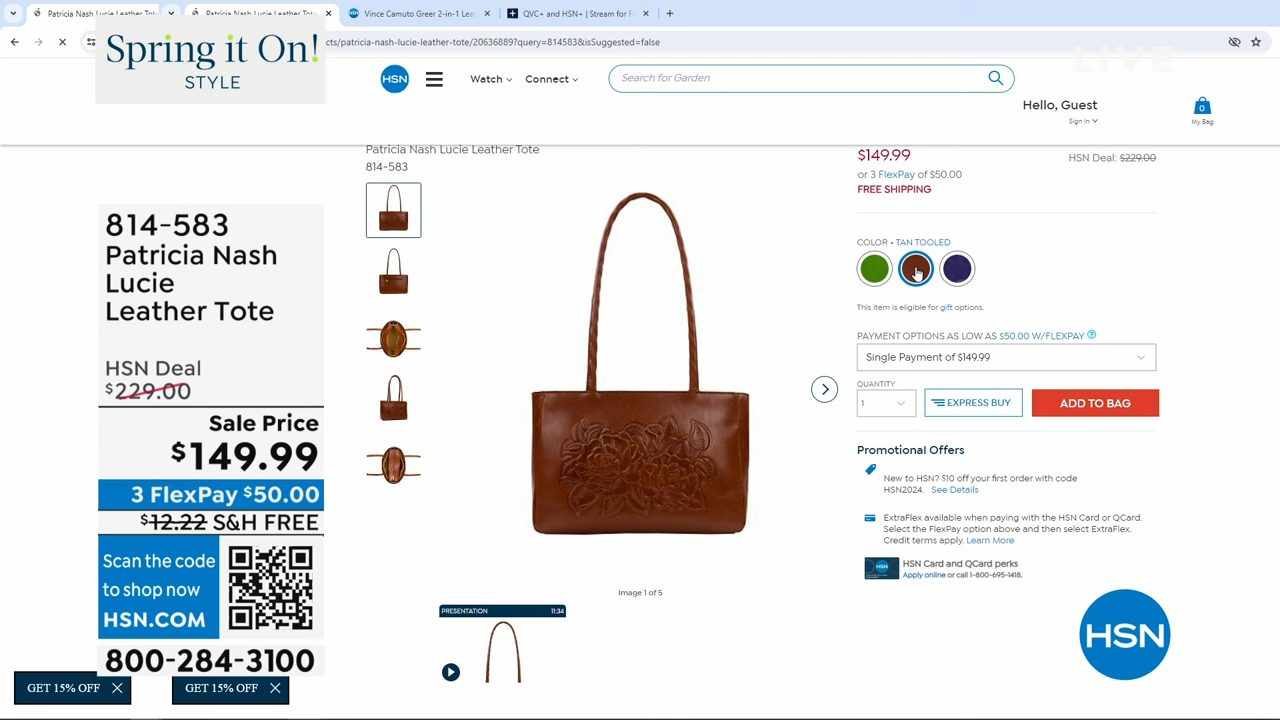 Patricia Nash Lucie Leather Tote
Patricia Nash Lucie Leather Tote
Vince Camuto Greer 2-in-1 Lea
QVC+ and HSN+ | Stream for F
cts/patricia-nash-lucie-leather-tote/20636889?query=814583&isSuggested=false
Spring it On!
STYLE
LIVE
HSN
Watch
Connect
Search for Garden
Hello, Guest
Sign In
0
My Bag
Patricia Nash Lucie Leather Tote
814-583
$149.99
HSN Deal: $229.00
or 3 FlexPay of $50.00
FREE SHIPPING
COLOR • TAN TOOLED
This item is eligible for gift options.
PAYMENT OPTIONS AS LOW AS $50.00 W/FLEXPAY ?
Single Payment of $149.99
QUANTITY
1
EXPRESS BUY
ADD TO BAG
Promotional Offers
New to HSN? $10 off your first order with code
HSN2024. See Details
ExtraFlex available when paying with the HSN Card or QCard.
Select the FlexPay option above and then select ExtraFlex.
Credit terms apply. Learn More
HSN
HSN Card and QCard perks
Apply online or call 1-800-695-1418.
Image 1 of 5
PRESENTATION 11:34
814-583
Patricia Nash
Lucie
Leather Tote
HSN Deal
$229.00
Sale Price
$149.99
3 FlexPay $50.00
$12.22 S&H FREE
Scan the code
to shop now
HSN.COM
800-284-3100
GET 15% OFF
GET 15% OFF
HSN